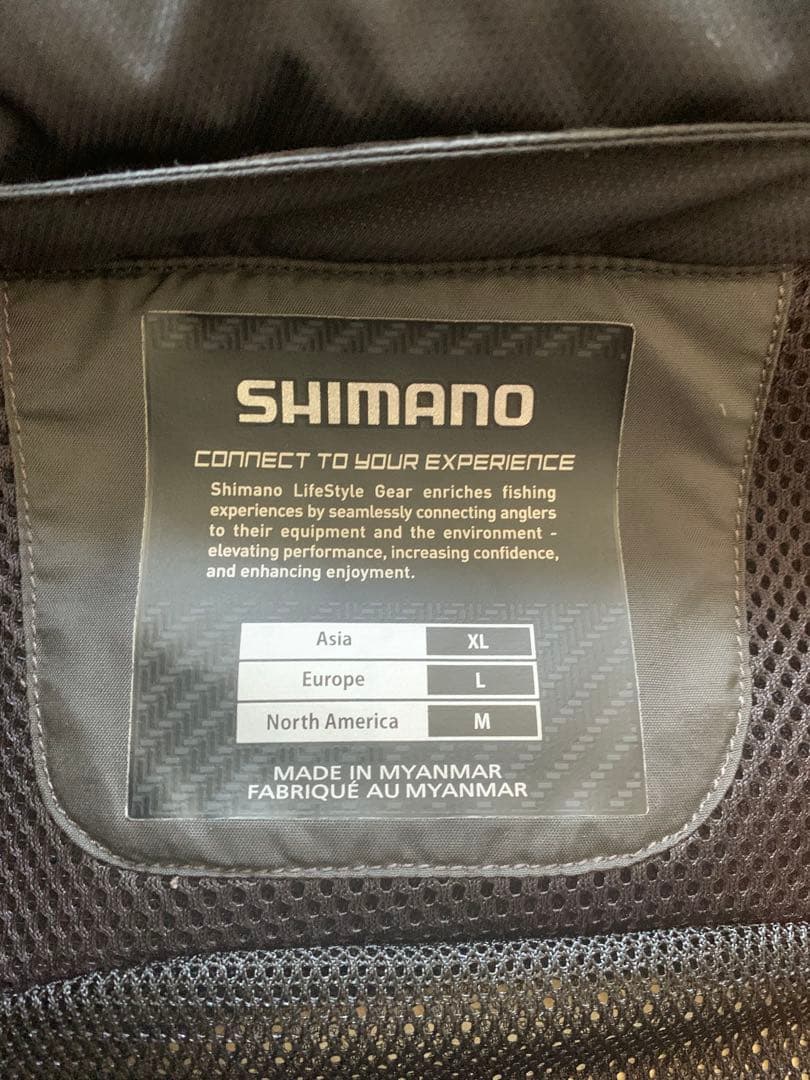 SHIMANO
CONNECT TO YOUR EXPERIENCE
Shimano LifeStyle Gear enriches fishing
experiences by seamlessly connecting anglers
to their equipment and the environment -
elevating performance, increasing confidence,
and enhancing enjoyment.
Asia XL
Europe L
North America M
MADE IN MYANMAR
FABRIQUÉ AU MYANMAR